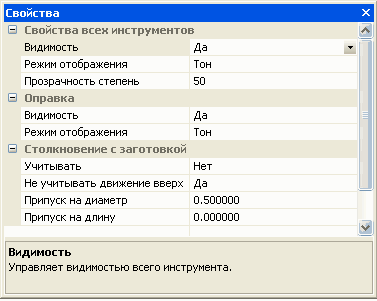 Свойства
Свойства всех инструментов
Видимость Да
Режим отображения Тон
Прозрачность степень 50
Оправка
Видимость Да
Режим отображения Тон
Столкновение с заготовкой
Учитывать Нет
Не учитывать движение вверх Да
Припуск на диаметр 0.500000
Припуск на длину 0.000000
Видимость
Управляет видимостью всего инструмента.